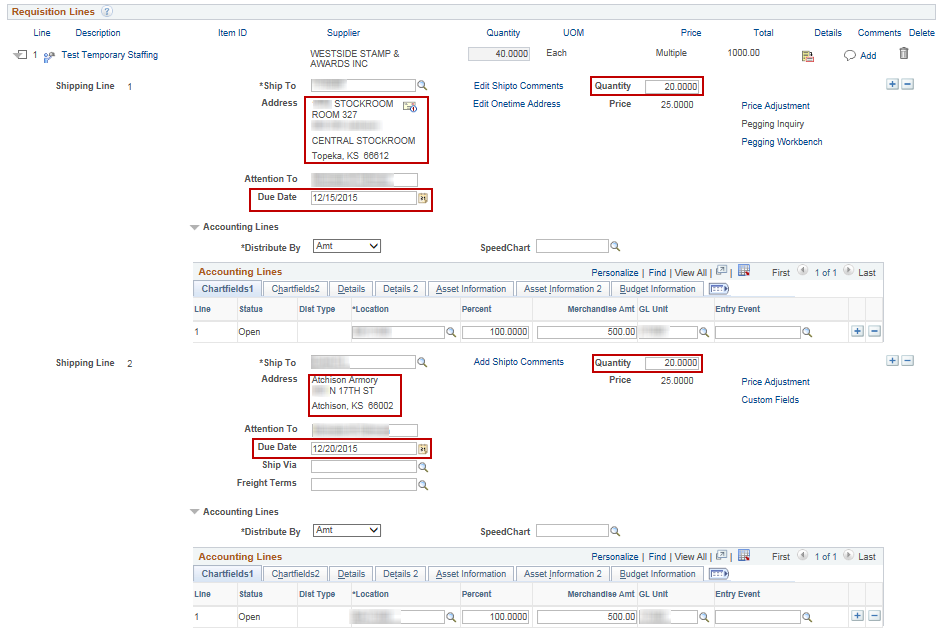 Requisition Lines ?
Line Description Item ID Supplier Quantity UOM Price Total Details Comments Delete
1 Test Temporary Staffing WESTSIDE STAMP & AWARDS INC 40.0000 Each Multiple 1000.00 Add
Shipping Line 1 *Ship To Edit Shipto Comments Quantity 20.0000
Address STOCKROOM Edit Onetime Address Price 25.0000 Price Adjustment
ROOM 327
Pegging Inquiry
CENTRAL STOCKROOM Pegging Workbench
Topeka, KS 66612
Attention To
Due Date 12/15/2015
Accounting Lines
*Distribute By Amt SpeedChart
Accounting Lines Personalize | Find | View All | | First 1 of 1 Last
Chartfields1 Chartfields2 Details Details 2 Asset Information Asset Information 2 Budget Information
Line Status Dist Type *Location Percent Merchandise Amt GL Unit Entry Event
1 Open 100.0000 500.00
Shipping Line 2 *Ship To Add Shipto Comments Quantity 20.0000
Address Atchison Armory Price 25.0000 Price Adjustment
N 17TH ST
Custom Fields
Atchison, KS 66002
Attention To
Due Date 12/20/2015
Ship Via
Freight Terms
Accounting Lines
*Distribute By Amt SpeedChart
Accounting Lines Personalize | Find | View All | | First 1 of 1 Last
Chartfields1 Chartfields2 Details Details 2 Asset Information Asset Information 2 Budget Information
Line Status Dist Type *Location Percent Merchandise Amt GL Unit Entry Event
1 Open 100.0000 500.00